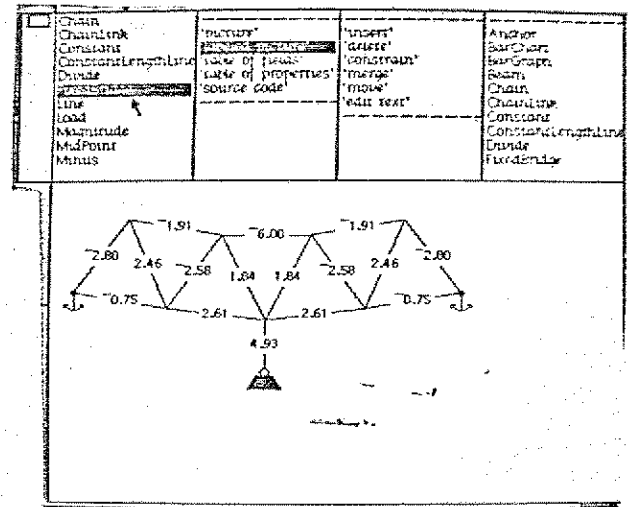 Chain
ChainLink
Constant
ConstantLengthLine
Divide
Line
Load
Magnitude
MidPoint
Minus
'picture'
'table of fields'
'table of properties'
'source code'
'insert'
'delete'
'constrain'
'merge'
'move'
'edit text'
Anchor
BarChart
BarGraph
Beam
Chain
ChainLink
Constant
ConstantLengthLine
Divide
FixedBridge
¯1.91 ¯6.00 ¯1.91
¯2.80 2.46 ¯2.58 1.84 1.84 ¯2.58 2.46 ¯2.80
¯0.75 2.61 2.61 ¯0.75
4.93